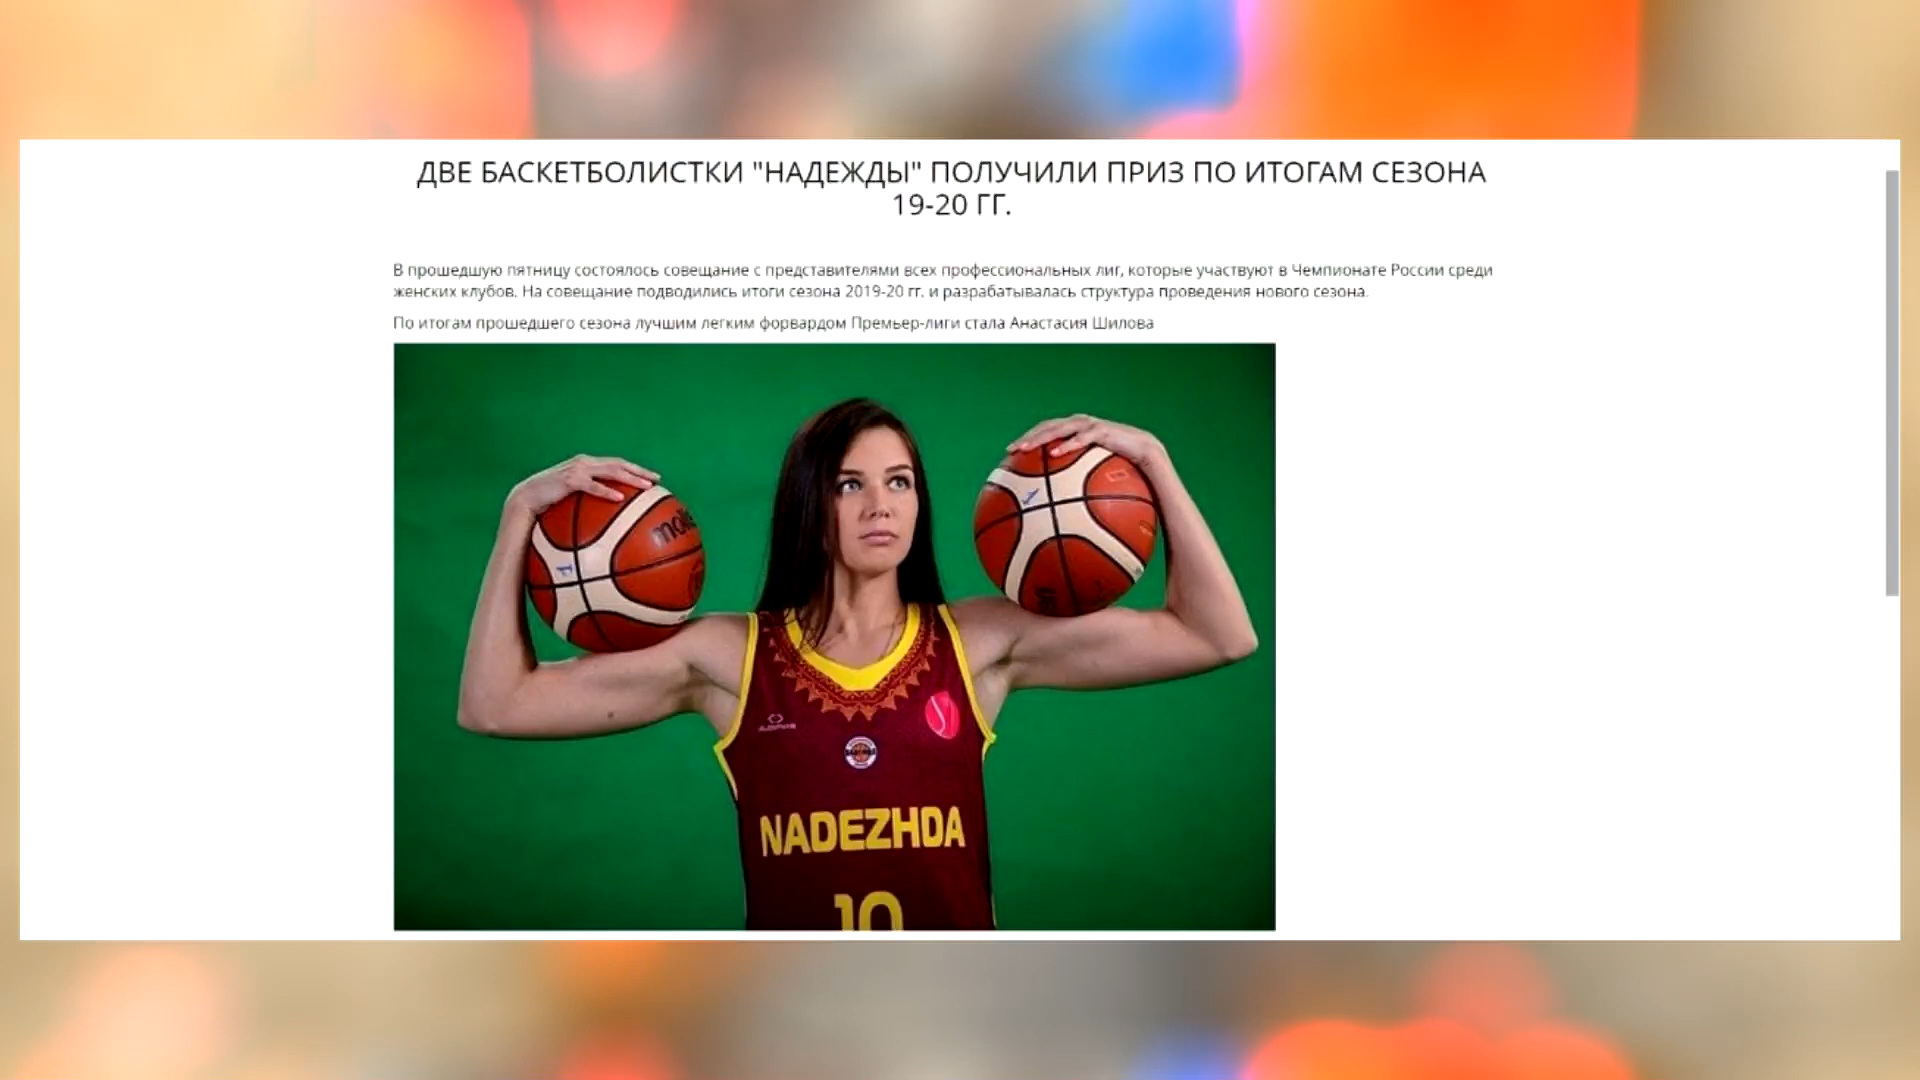 ДВЕ БАСКЕТБОЛИСТКИ "НАДЕЖДЫ" ПОЛУЧИЛИ ПРИЗ ПО ИТОГАМ СЕЗОНА
19-20 ГГ.
В прошедшую пятницу состоялось совещание с представителями всех профессиональных лиг, которые участвуют в Чемпионате России среди
женских клубов. На совещание подводились итоги сезона 2019-20 гг. и разрабатывалась структура проведения нового сезона.
По итогам прошедшего сезона лучшим легким форвардом Премьер-лиги стала Анастасия Шилова
NADEZHDA
10